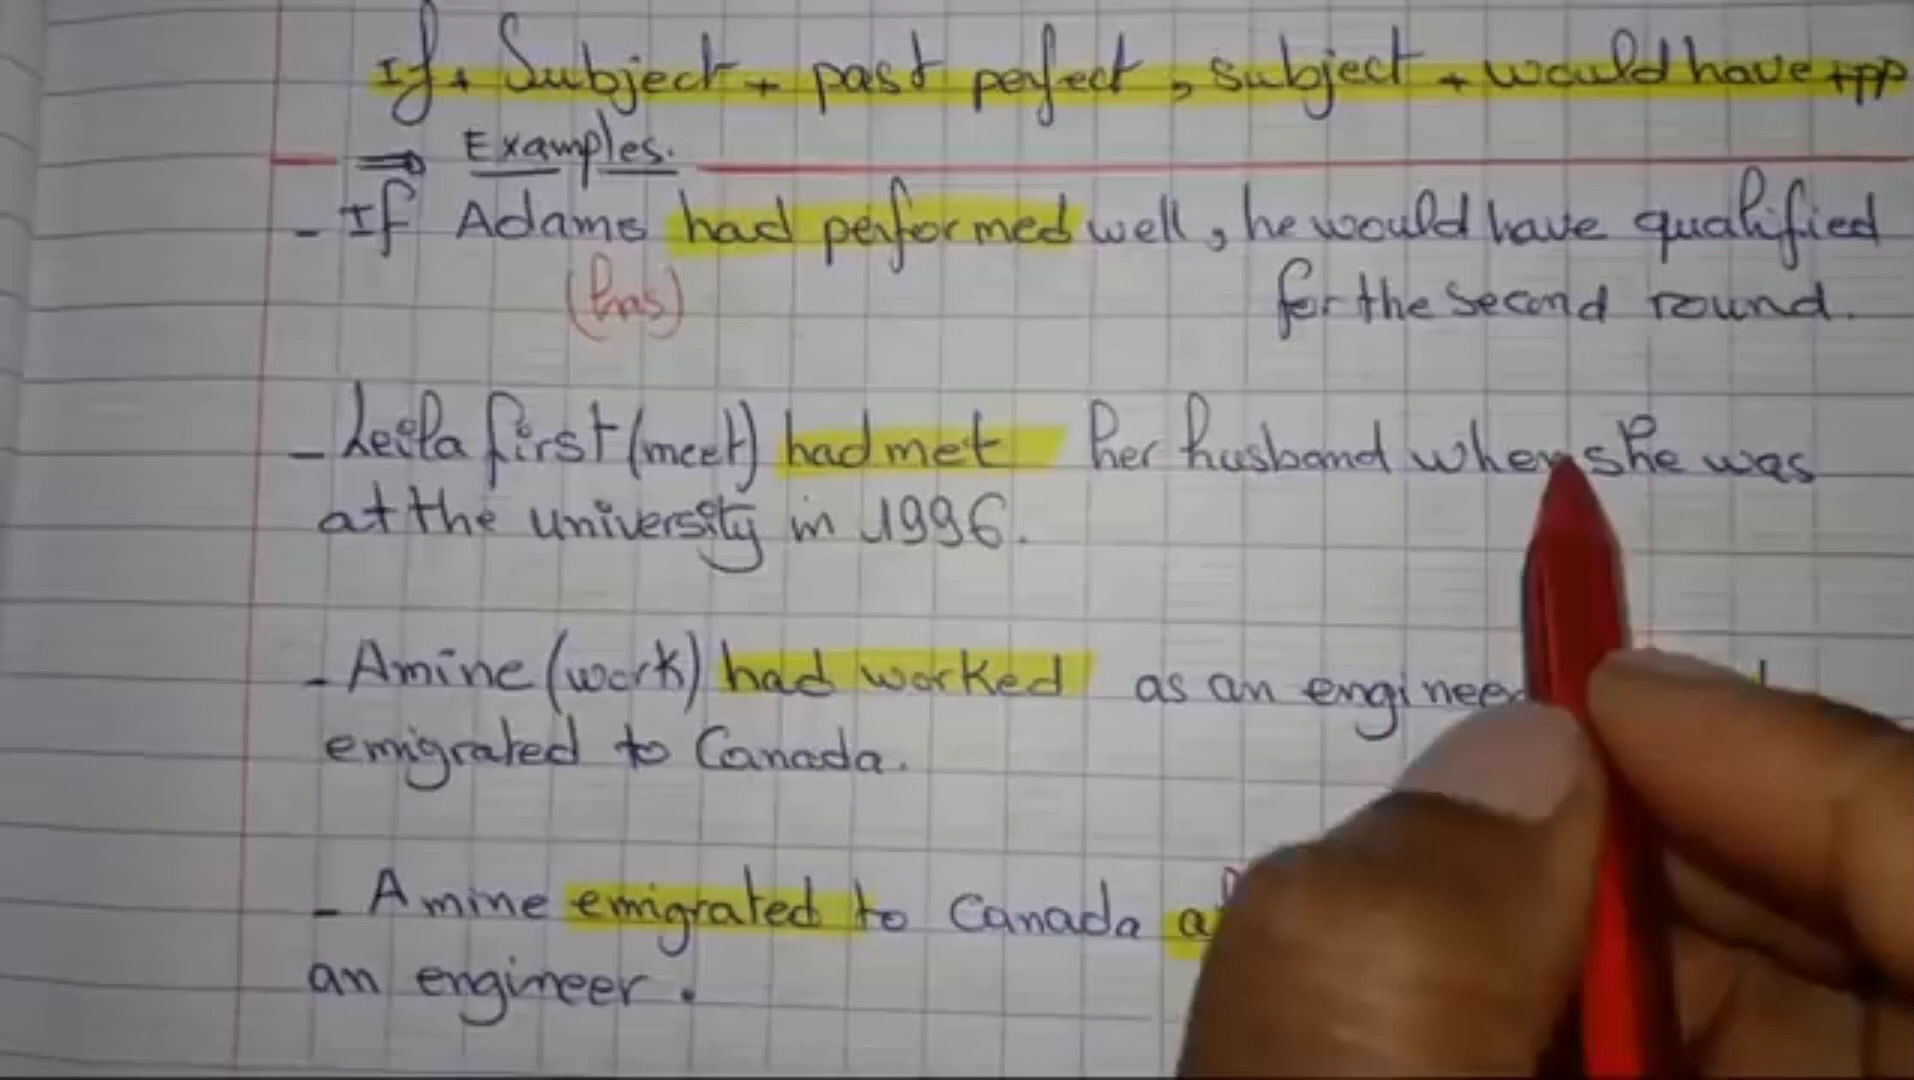 If + Subject + past perfect, subject + would have + pp
⇒ Examples.
- If Adams had performed well, he would have qualified
(has)
for the second round.
- Leila first (meet) had met her husband when she was
at the university in 1996.
- Amine (work) had worked as an engineer
emigrated to Canada.
- Amine emigrated to Canada
an engineer.